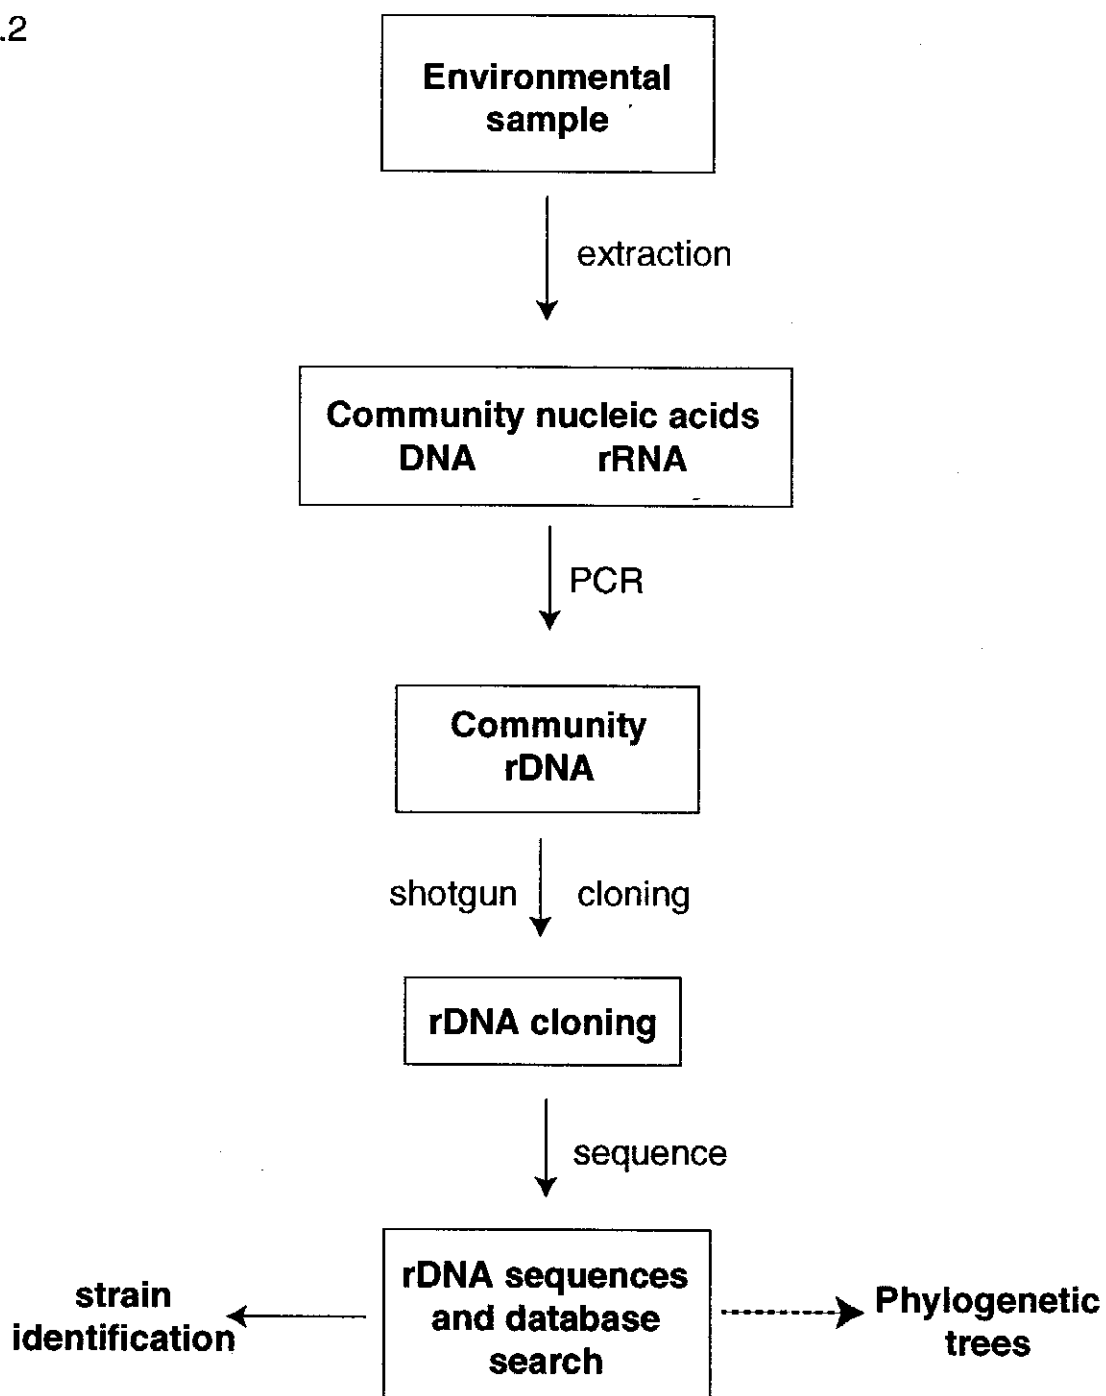 .2
Environmental
sample
extraction
Community nucleic acids
DNA rRNA
PCR
Community
rDNA
shotgun cloning
rDNA cloning
sequence
rDNA sequences
and database
search
strain
identification
Phylogenetic
trees